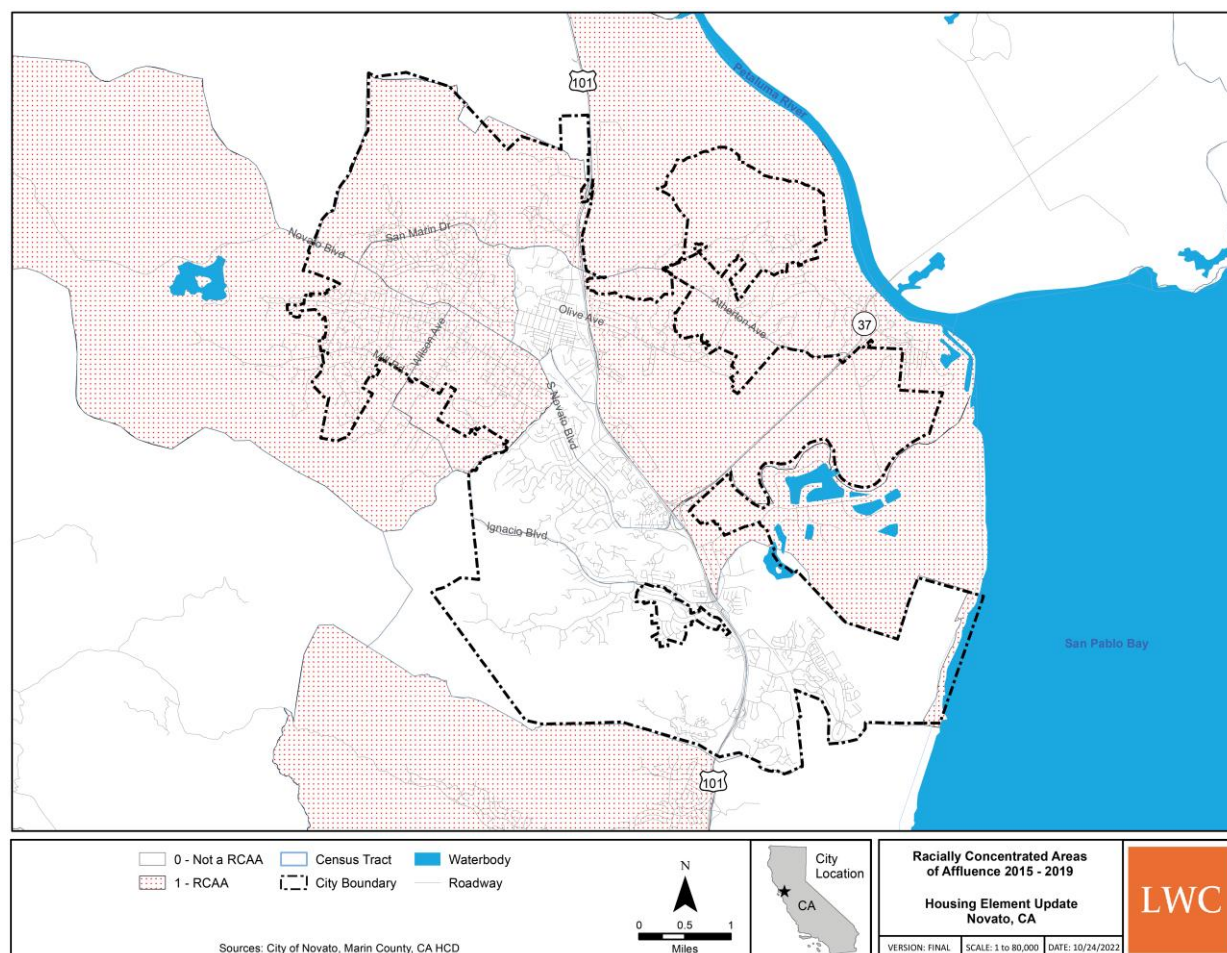 101
Petaluma River
Novato Blvd
San Marin Dr
Olive Ave
Atherton Ave
37
Mill Rd
Wilson Ave
S Novato Blvd
Ignacio Blvd
San Pablo Bay
101
0 - Not a RCAA
Census Tract
Waterbody
1 - RCAA
City Boundary
Roadway
Sources: City of Novato, Marin County, CA HCD
N
0 0.5 1
Miles
City
Location
CA
Racially Concentrated Areas
of Affluence 2015 - 2019
Housing Element Update
Novato, CA
VERSION: FINAL
SCALE: 1 to 80,000
DATE: 10/24/2022
LWC